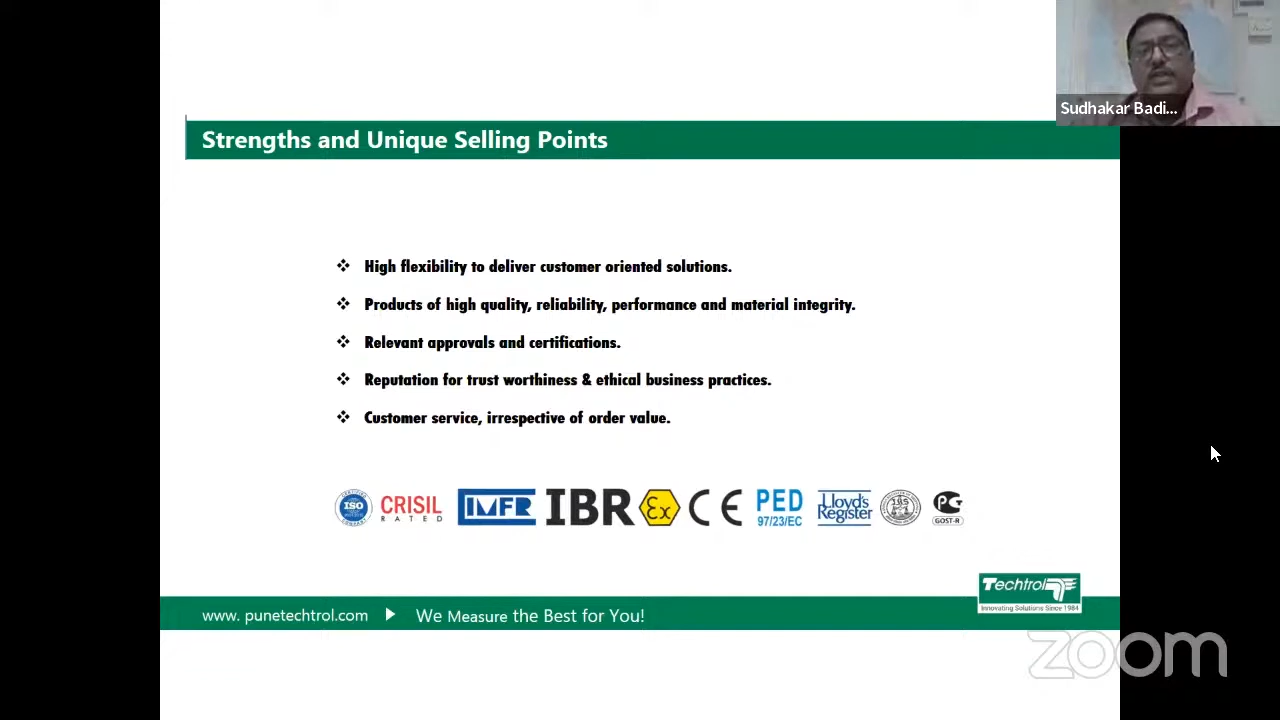 Sudhakar Badi...
Strengths and Unique Selling Points
❖ High flexibility to deliver customer oriented solutions.
❖ Products of high quality, reliability, performance and material integrity.
❖ Relevant approvals and certifications.
❖ Reputation for trust worthiness & ethical business practices.
❖ Customer service, irrespective of order value.
ISO
CRISIL
RATED
IMFR
IBR
Ex
CE
PED
97/23/EC
Lloyd's
Register
IRS
PG
GOST-R
Techtrol
Innovating Solutions Since 1984
www. punetechtrol.com
We Measure the Best for You!
zoom